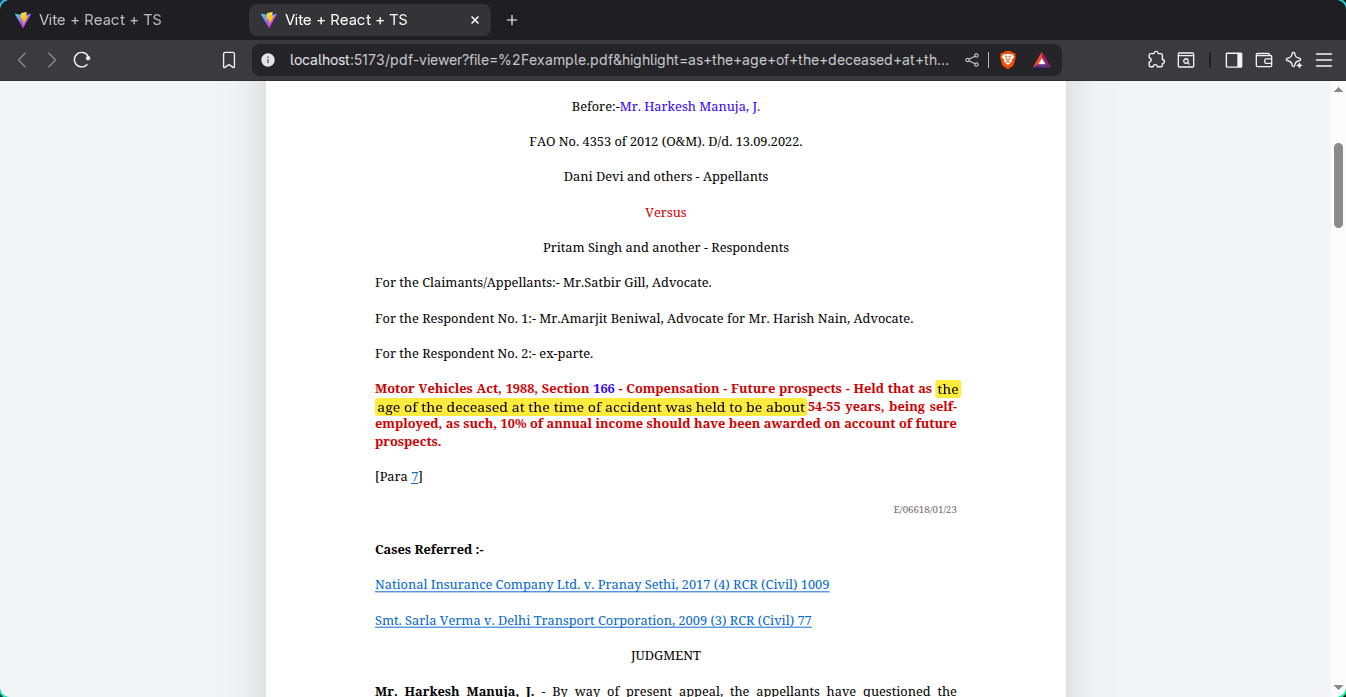 Vite + React + TS
Vite + React + TS
localhost:5173/pdf-viewer?file=%2Fexample.pdf&highlight=as+the+age+of+the+deceased+at+th...
Before:-Mr. Harkesh Manuja, J.
FAO No. 4353 of 2012 (O&M). D/d. 13.09.2022.
Dani Devi and others - Appellants
Versus
Pritam Singh and another - Respondents
For the Claimants/Appellants:- Mr.Satbir Gill, Advocate.
For the Respondent No. 1:- Mr.Amarjit Beniwal, Advocate for Mr. Harish Nain, Advocate.
For the Respondent No. 2:- ex-parte.
Motor Vehicles Act, 1988, Section 166 - Compensation - Future prospects - Held that as the
age of the deceased at the time of accident was held to be about 54-55 years, being self-
employed, as such, 10% of annual income should have been awarded on account of future
prospects.
[Para 7]
E/06618/01/23
Cases Referred :-
National Insurance Company Ltd. v. Pranay Sethi, 2017 (4) RCR (Civil) 1009
Smt. Sarla Verma v. Delhi Transport Corporation, 2009 (3) RCR (Civil) 77
JUDGMENT
Mr. Harkesh Manuja, J. - By way of present appeal, the appellants have questioned the